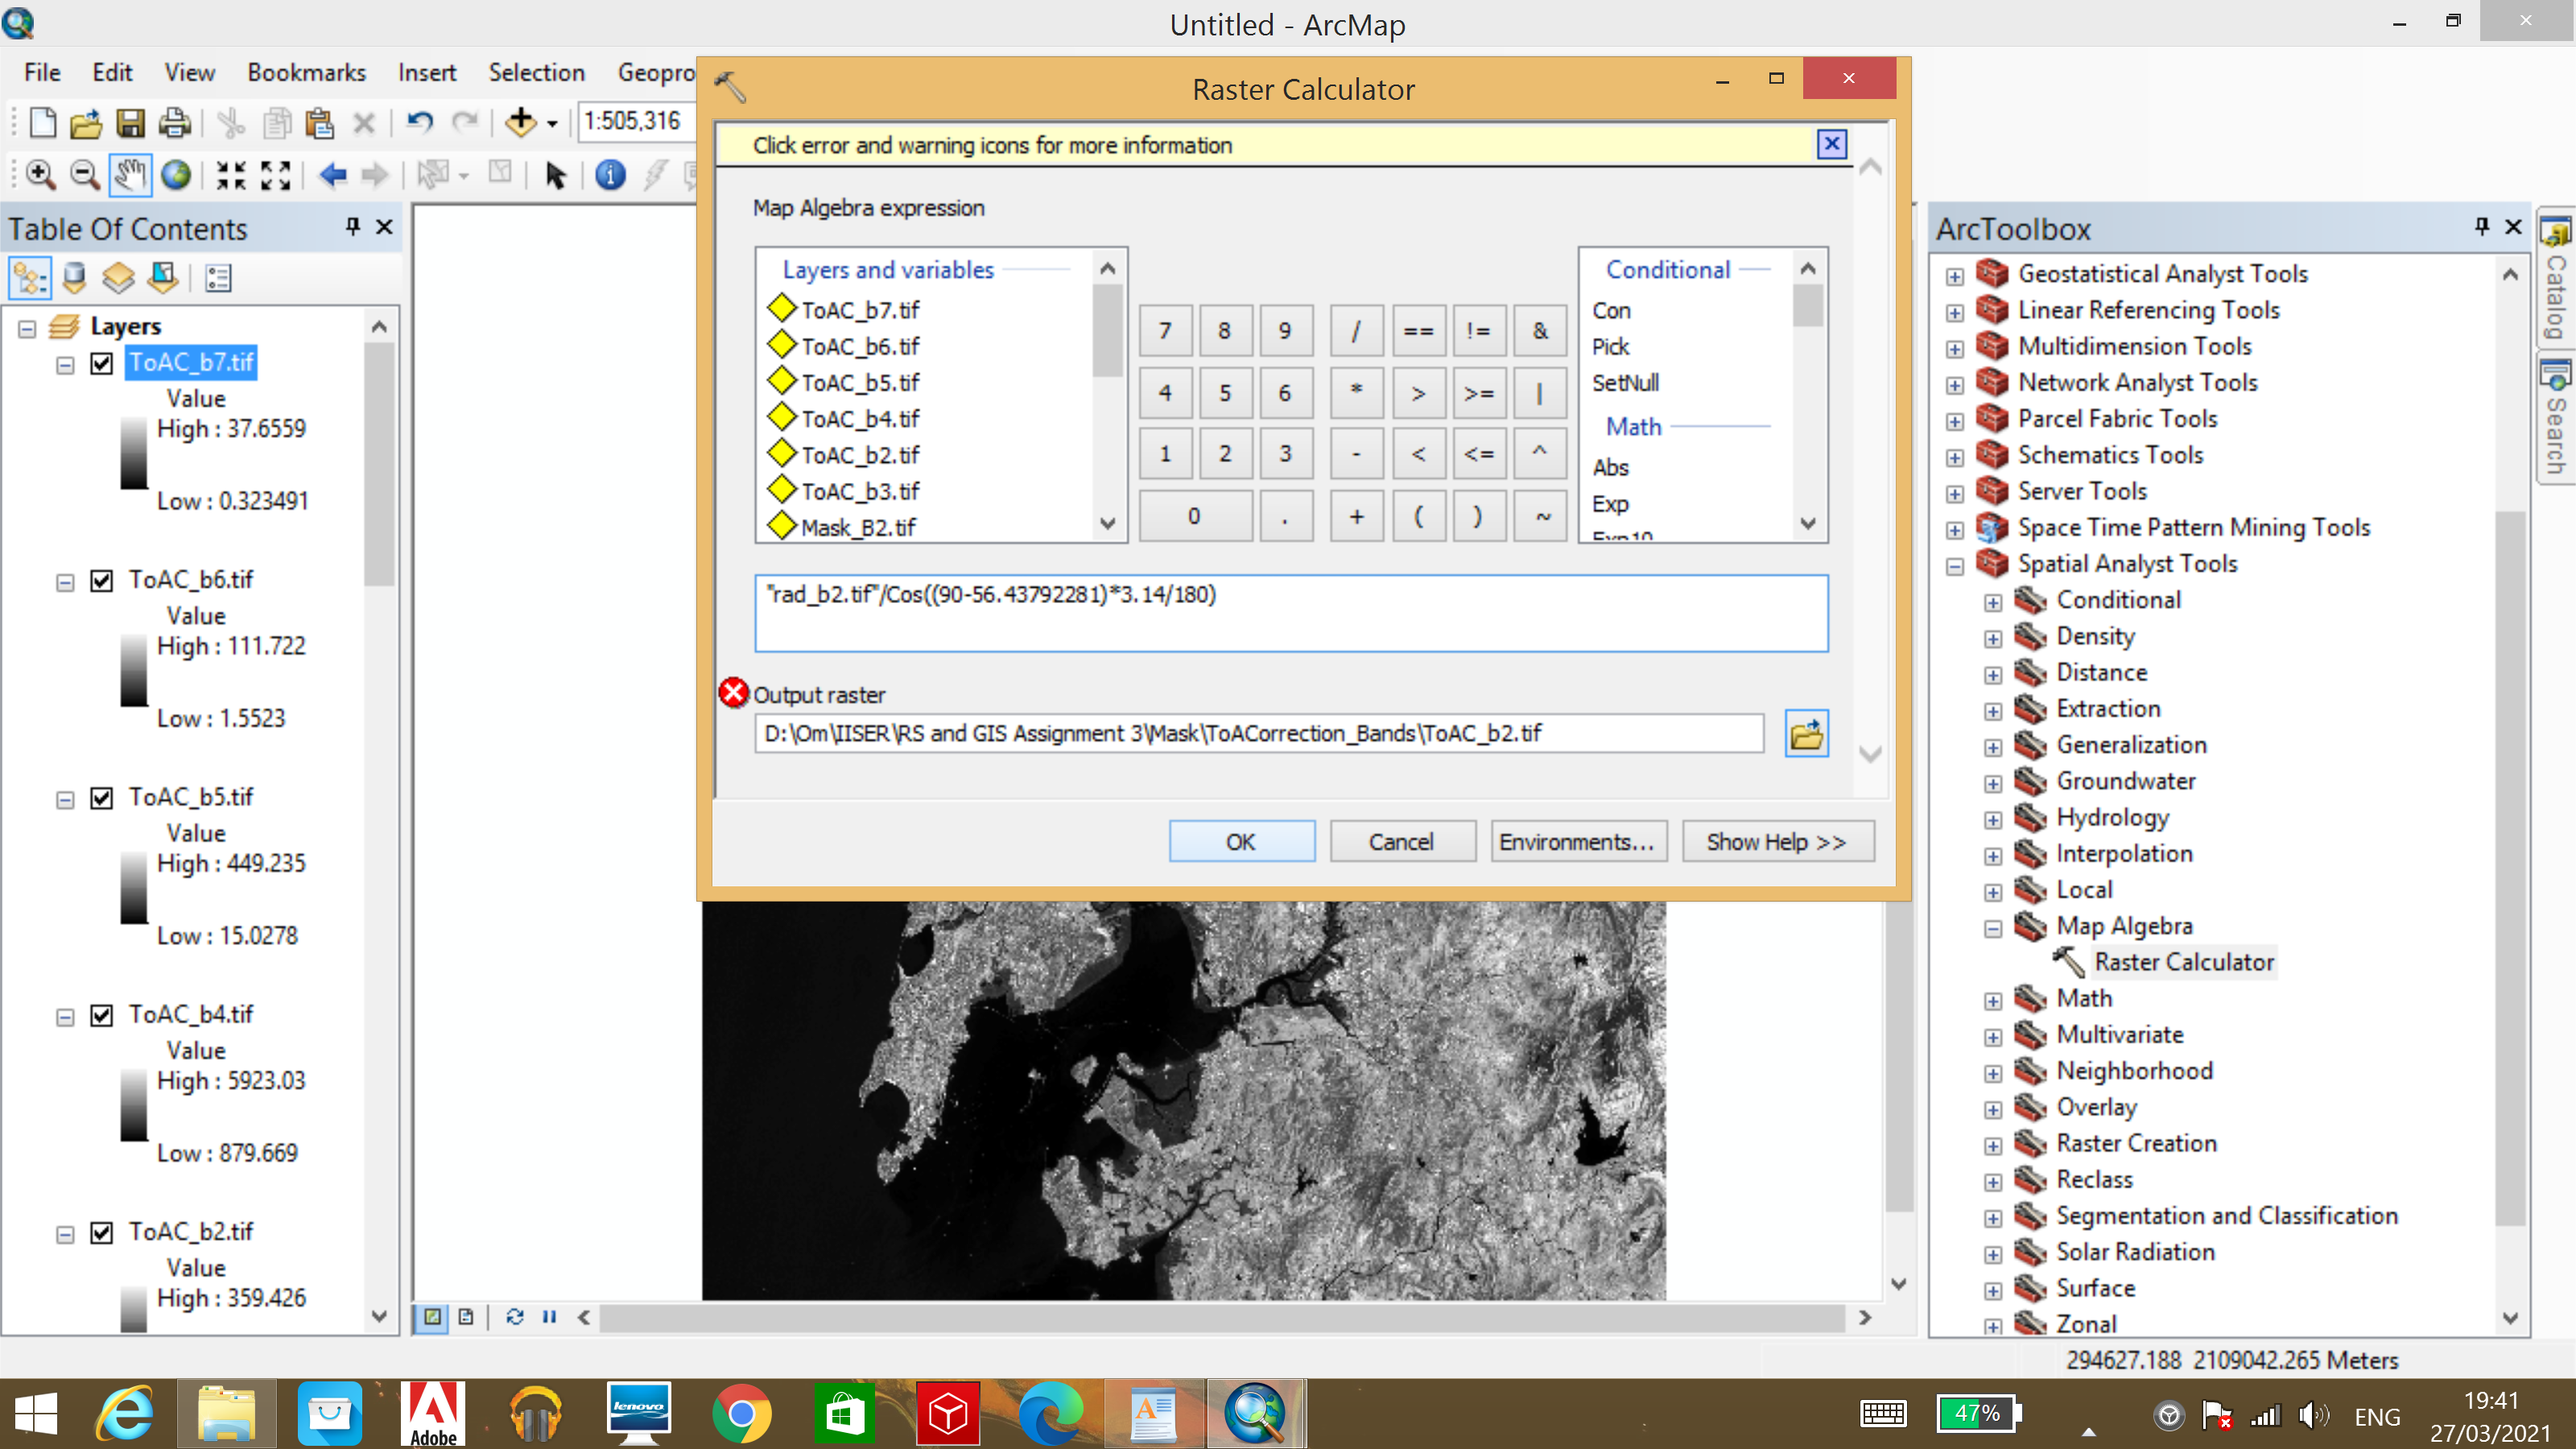 Untitled - ArcMap
File Edit View Bookmarks Insert Selection Geopro
1:505,316
Table Of Contents
Layers
ToAC_b7.tif
Value
High : 37.6559
Low : 0.323491
ToAC_b6.tif
Value
High : 111.722
Low : 1.5523
ToAC_b5.tif
Value
High : 449.235
Low : 15.0278
ToAC_b4.tif
Value
High : 5923.03
Low : 879.669
ToAC_b2.tif
Value
High : 359.426
Raster Calculator
Click error and warning icons for more information
Map Algebra expression
Layers and variables
ToAC_b7.tif
ToAC_b6.tif
ToAC_b5.tif
ToAC_b4.tif
ToAC_b2.tif
ToAC_b3.tif
Mask_B2.tif
7 8 9 / == != &
4 5 6 * > >= |
1 2 3 - < <= ^
0 . + ( ) ~
Conditional
Con
Pick
SetNull
Math
Abs
Exp
Exp10
"rad_b2.tif"/Cos((90-56.43792281)*3.14/180)
Output raster
D:\Om\IISER\RS and GIS Assignment 3\Mask\ToACorrection_Bands\ToAC_b2.tif
OK Cancel Environments... Show Help >>
ArcToolbox
Geostatistical Analyst Tools
Linear Referencing Tools
Multidimension Tools
Network Analyst Tools
Parcel Fabric Tools
Schematics Tools
Server Tools
Space Time Pattern Mining Tools
Spatial Analyst Tools
Conditional
Density
Distance
Extraction
Generalization
Groundwater
Hydrology
Interpolation
Local
Map Algebra
Raster Calculator
Math
Multivariate
Neighborhood
Overlay
Raster Creation
Reclass
Segmentation and Classification
Solar Radiation
Surface
Zonal
Catalog
Search
294627.188 2109042.265 Meters
Adobe
lenovo
47%
ENG
19:41
27/03/2021